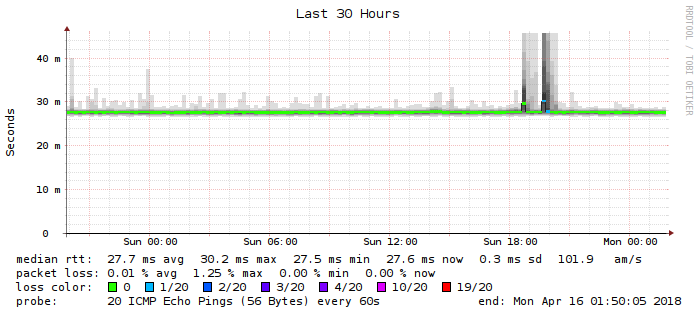 Last 30 Hours
RRDTOOL / TOBI OETIKER
Seconds
40 m
30 m
20 m
10 m
0
Sun 00:00 Sun 06:00 Sun 12:00 Sun 18:00 Mon 00:00
median rtt: 27.7 ms avg 30.2 ms max 27.5 ms min 27.6 ms now 0.3 ms sd 101.9 am/s
packet loss: 0.01 % avg 1.25 % max 0.00 % min 0.00 % now
loss color: 0 1/20 2/20 3/20 4/20 10/20 19/20
probe: 20 ICMP Echo Pings (56 Bytes) every 60s end: Mon Apr 16 01:50:05 2018